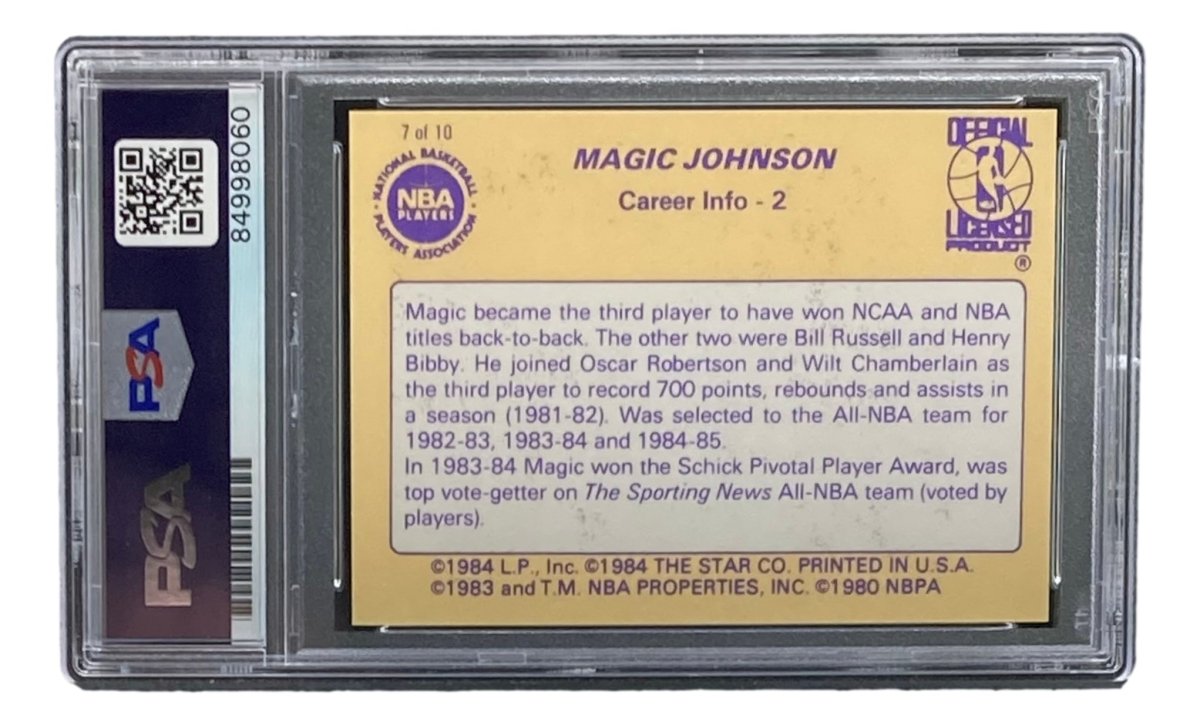 84998060
PSA
PSA
7 of 10
NATIONAL BASKETBALL
NBA
PLAYERS
PLAYERS ASSOCIATION
MAGIC JOHNSON
Career Info - 2
OFFICIAL
LICENSED
PRODUCT
®
Magic became the third player to have won NCAA and NBA
titles back-to-back. The other two were Bill Russell and Henry
Bibby. He joined Oscar Robertson and Wilt Chamberlain as
the third player to record 700 points, rebounds and assists in
a season (1981-82). Was selected to the All-NBA team for
1982-83, 1983-84 and 1984-85.
In 1983-84 Magic won the Schick Pivotal Player Award, was
top vote-getter on The Sporting News All-NBA team (voted by
players).
©1984 L.P., Inc. ©1984 THE STAR CO. PRINTED IN U.S.A.
©1983 and T.M. NBA PROPERTIES, INC. ©1980 NBPA